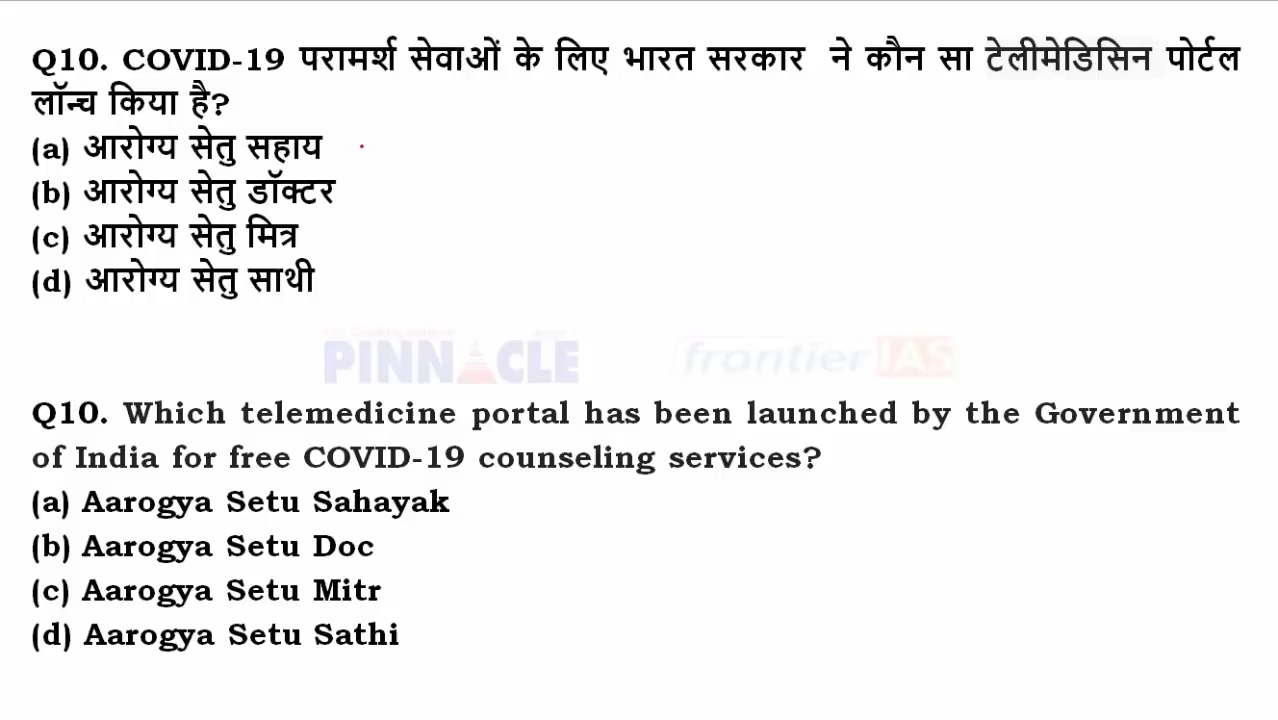 Q10. COVID-19 परामर्श सेवाओं के लिए भारत सरकार ने कौन सा टेलीमेडिसिन पोर्टल
लॉन्च किया है?
(a) आरोग्य सेतु सहाय
(b) आरोग्य सेतु डॉक्टर
(c) आरोग्य सेतु मित्र
(d) आरोग्य सेतु साथी
PINNACLE frontier IAS
Q10. Which telemedicine portal has been launched by the Government
of India for free COVID-19 counseling services?
(a) Aarogya Setu Sahayak
(b) Aarogya Setu Doc
(c) Aarogya Setu Mitr
(d) Aarogya Setu Sathi